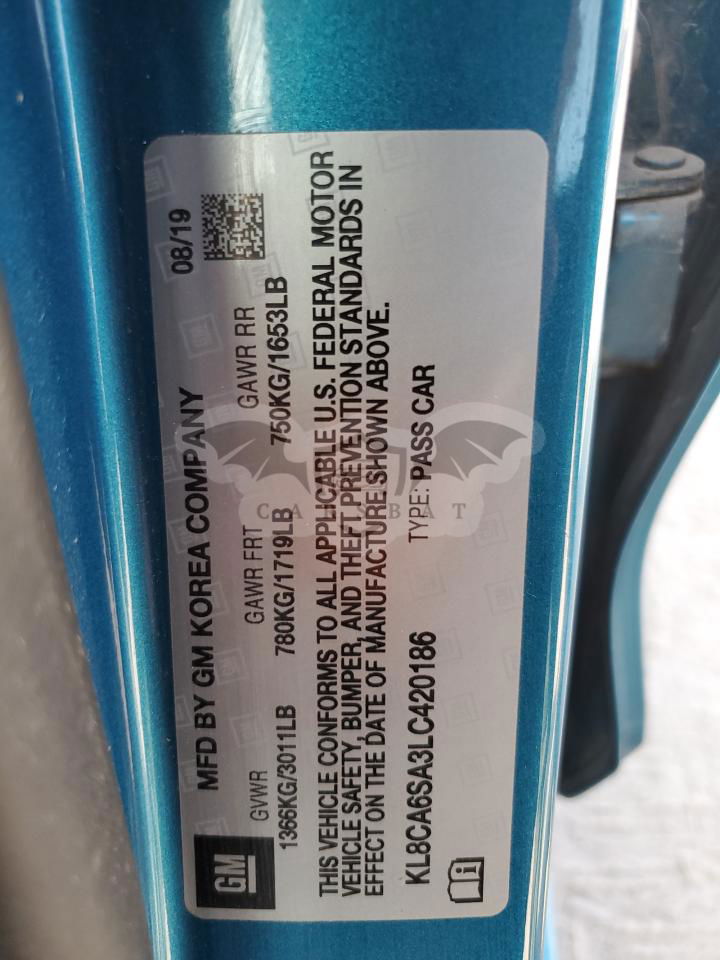 MFD BY GM KOREA COMPANY 08/19
GM
GVWR GAWR FRT GAWR RR
1366KG/3011LB 780KG/1719LB 750KG/1653LB
THIS VEHICLE CONFORMS TO ALL APPLICABLE U.S. FEDERAL MOTOR
VEHICLE SAFETY, BUMPER, AND THEFT PREVENTION STANDARDS IN
EFFECT ON THE DATE OF MANUFACTURE SHOWN ABOVE.
KL8CA6SA3LC420186 TYPE: PASS CAR
CARSBAT